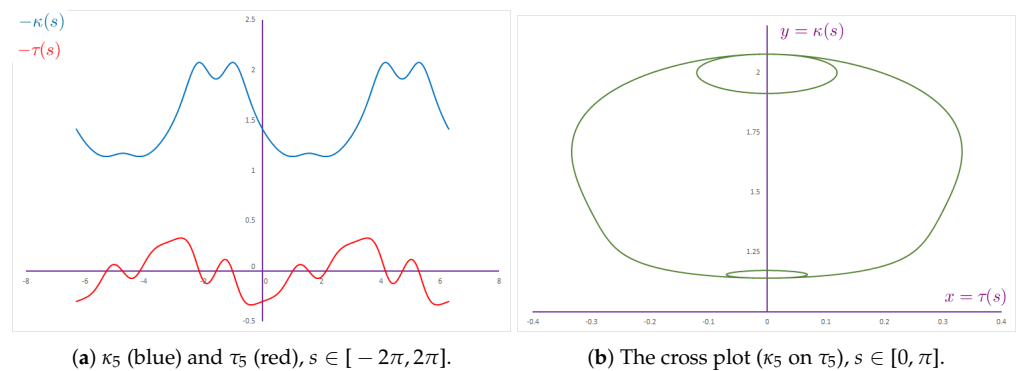 −κ(s)
−τ(s)
2.5
2
1.5
1
0.5
0
-0.5
-8 -6 -4 -2 0 2 4 6 8
y = κ(s)
2
1.75
1.5
1.25
x = τ(s)
-0.4 -0.3 -0.2 -0.1 0 0.1 0.2 0.3 0.4
(a) κ₅ (blue) and τ₅ (red), s ∈ [ − 2π, 2π].
(b) The cross plot (κ₅ on τ₅), s ∈ [0, π].